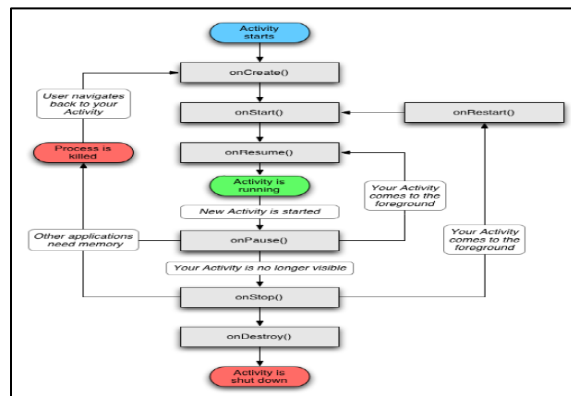 Activity
starts
onCreate()
User navigates
back to your
Activity
onStart()
onRestart()
Process is
killed
onResume()
Activity is
running
Your Activity
comes to the
foreground
New Activity is started
Other applications
need memory
onPause()
Your Activity
comes to the
foreground
Your Activity is no longer visible
onStop()
onDestroy()
Activity is
shut down